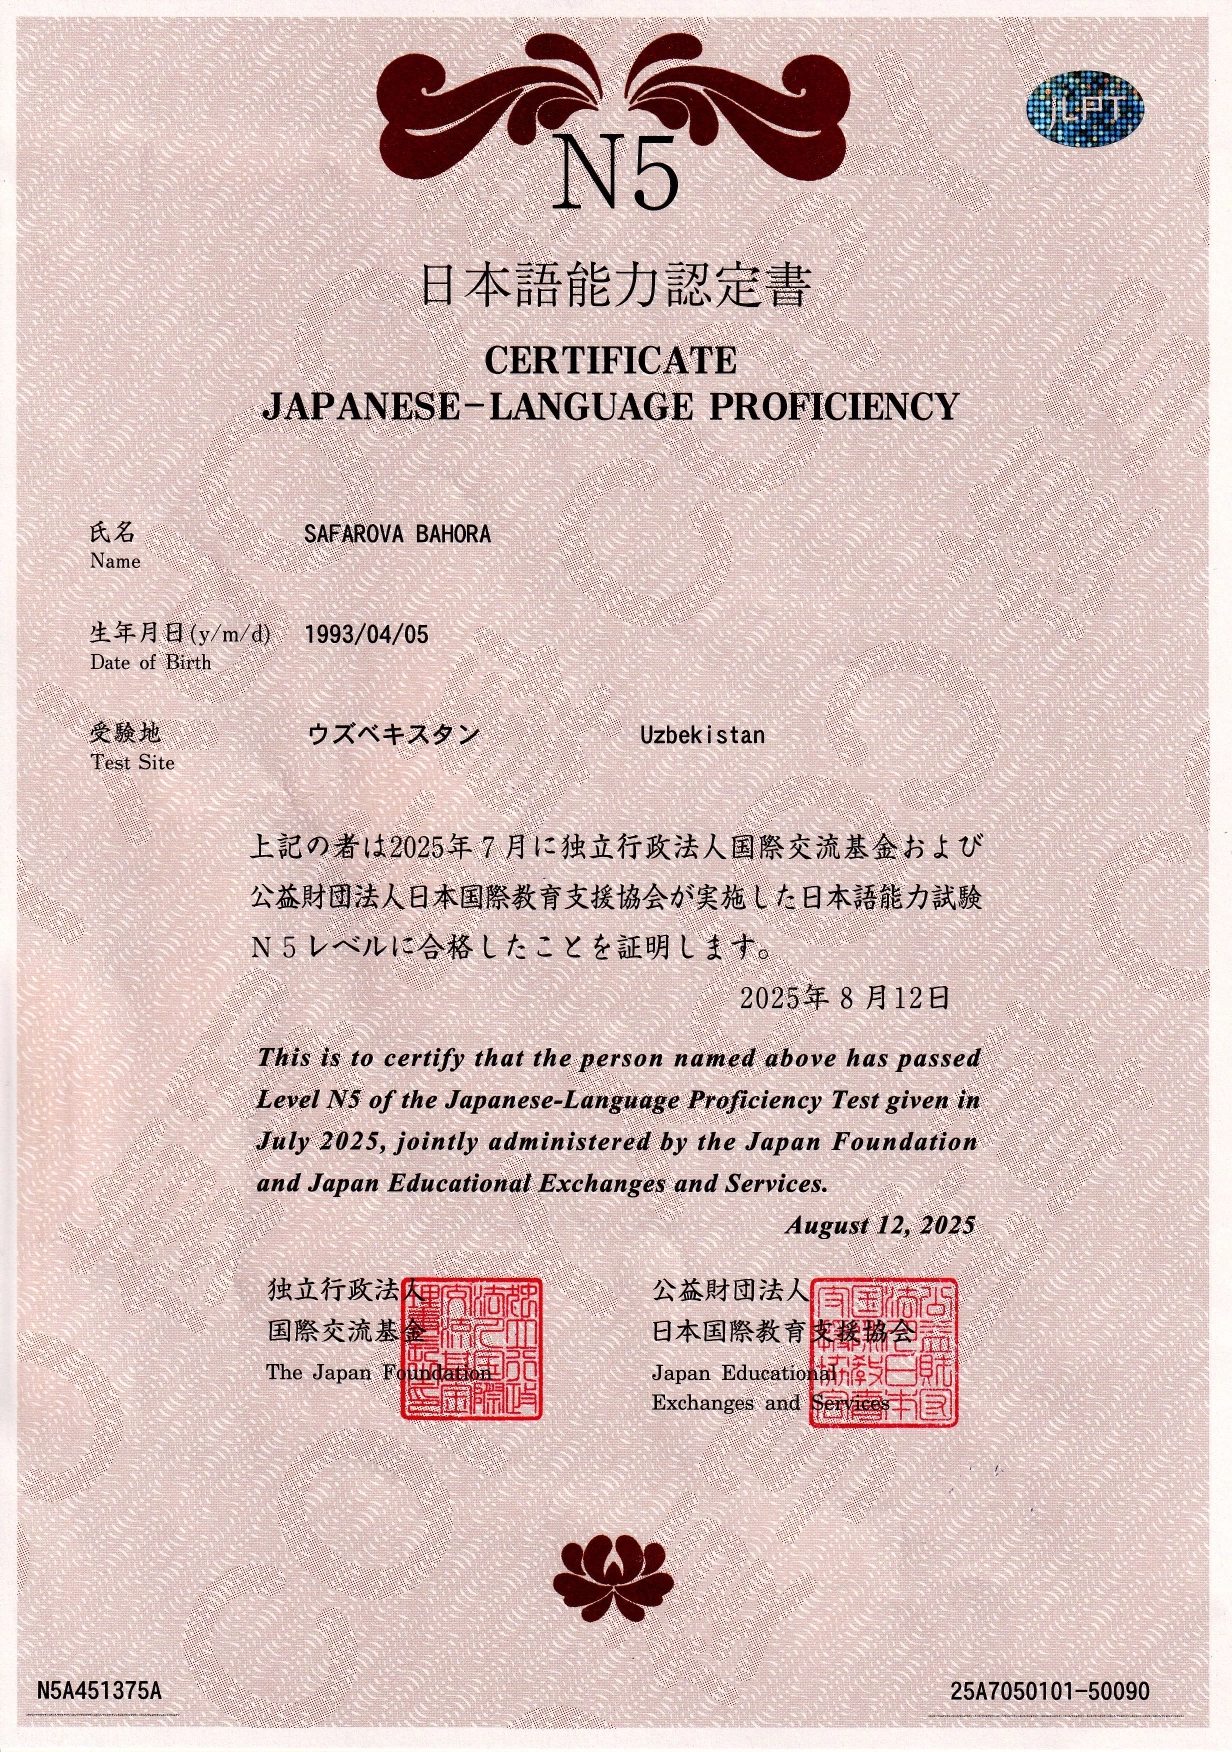 JLPT
N5
日本語能力認定書
CERTIFICATE
JAPANESE-LANGUAGE PROFICIENCY
氏名 SAFAROVA BAHORA
Name
生年月日(y/m/d) 1993/04/05
Date of Birth
受験地 ウズベキスタン Uzbekistan
Test Site
上記の者は2025年7月に独立行政法人国際交流基金および
公益財団法人日本国際教育支援協会が実施した日本語能力試験
N5レベルに合格したことを証明します。
2025年8月12日
This is to certify that the person named above has passed
Level N5 of the Japanese-Language Proficiency Test given in
July 2025, jointly administered by the Japan Foundation
and Japan Educational Exchanges and Services.
August 12, 2025
独立行政法人
国際交流基金
The Japan Foundation
公益財団法人
日本国際教育支援協会
Japan Educational
Exchanges and Services
N5A451375A 25A7050101-50090